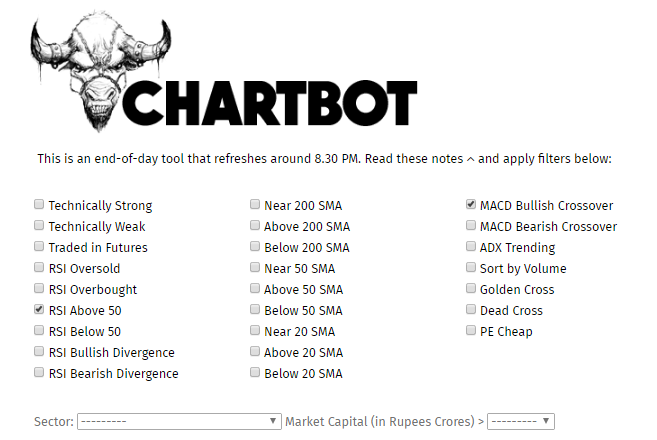 CHARTBOT
This is an end-of-day tool that refreshes around 8.30 PM. Read these notes ^ and apply filters below:
Technically Strong
Technically Weak
Traded in Futures
RSI Oversold
RSI Overbought
RSI Above 50
RSI Below 50
RSI Bullish Divergence
RSI Bearish Divergence
Near 200 SMA
Above 200 SMA
Below 200 SMA
Near 50 SMA
Above 50 SMA
Below 50 SMA
Near 20 SMA
Above 20 SMA
Below 20 SMA
MACD Bullish Crossover
MACD Bearish Crossover
ADX Trending
Sort by Volume
Golden Cross
Dead Cross
PE Cheap
Sector: --------- Market Capital (in Rupees Crores) > ---------